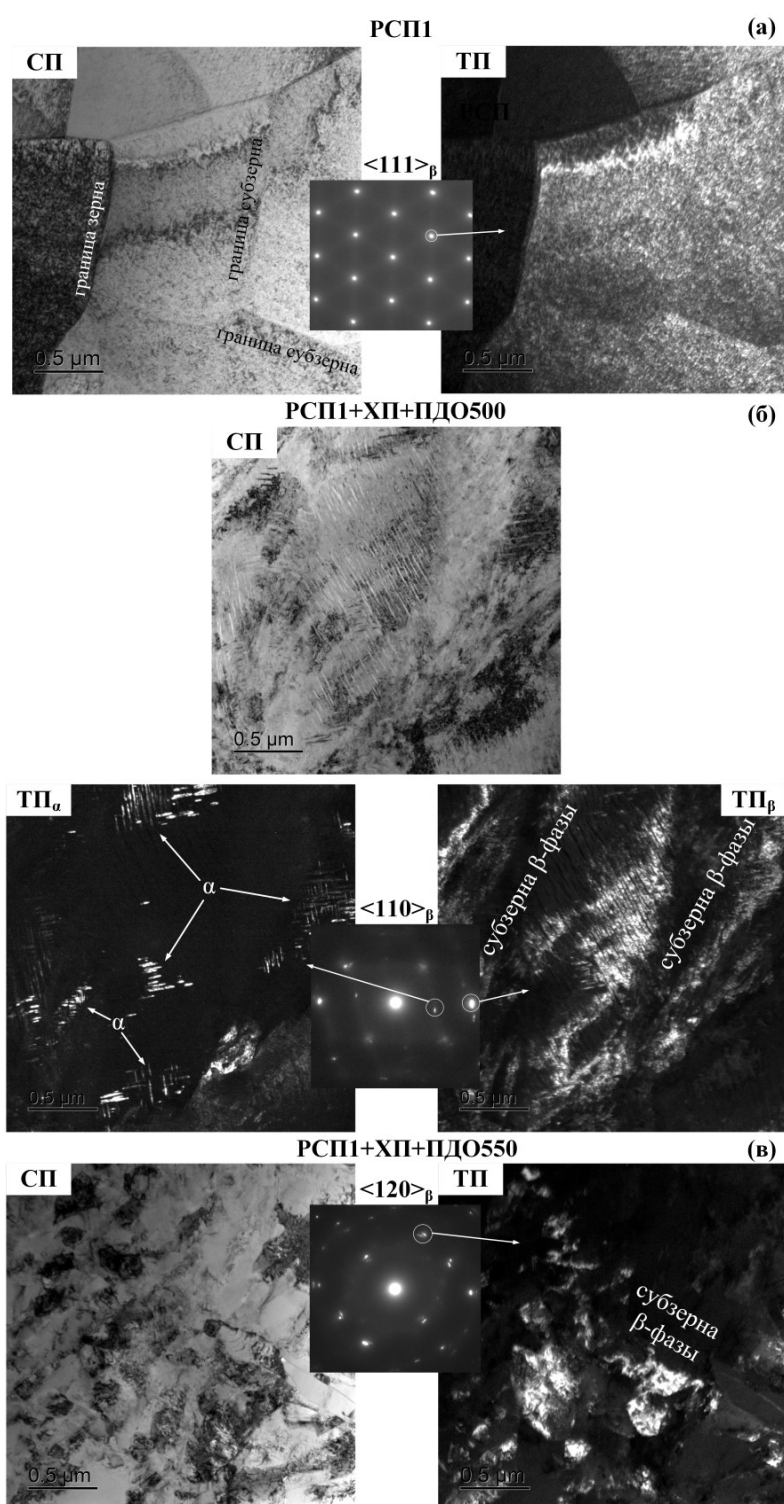 РСП1
(а)
СП
ТП
РСП
<111>β
граница зерна
граница субзерна
граница субзерна
0.5 µm
0.5 µm
РСП1+ХП+ПДО500
(б)
СП
0.5 µm
ТПα
ТПβ
α
<110>β
субзерна β-фазы
субзерна β-фазы
α
0.5 µm
0.5 µm
РСП1+ХП+ПДО550
(в)
СП
<120>β
ТП
субзерна
β-фазы
0.5 µm
0.5 µm